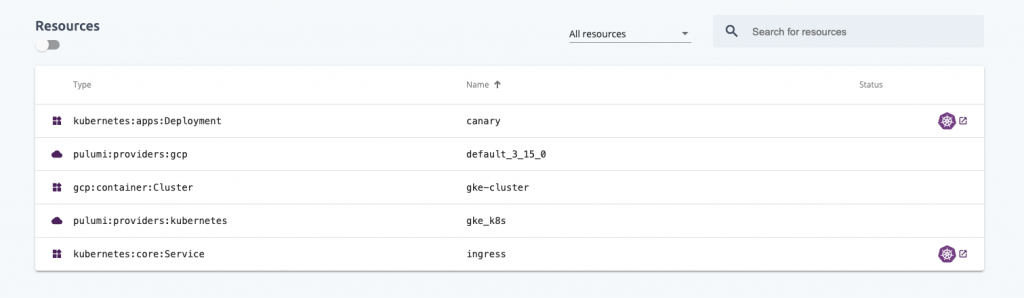 Resources
All resources
Search for resources
Type Name Status
kubernetes:apps:Deployment canary
pulumi:providers:gcp default_3_15_0
gcp:container:Cluster gke-cluster
pulumi:providers:kubernetes gke_k8s
kubernetes:core:Service ingress